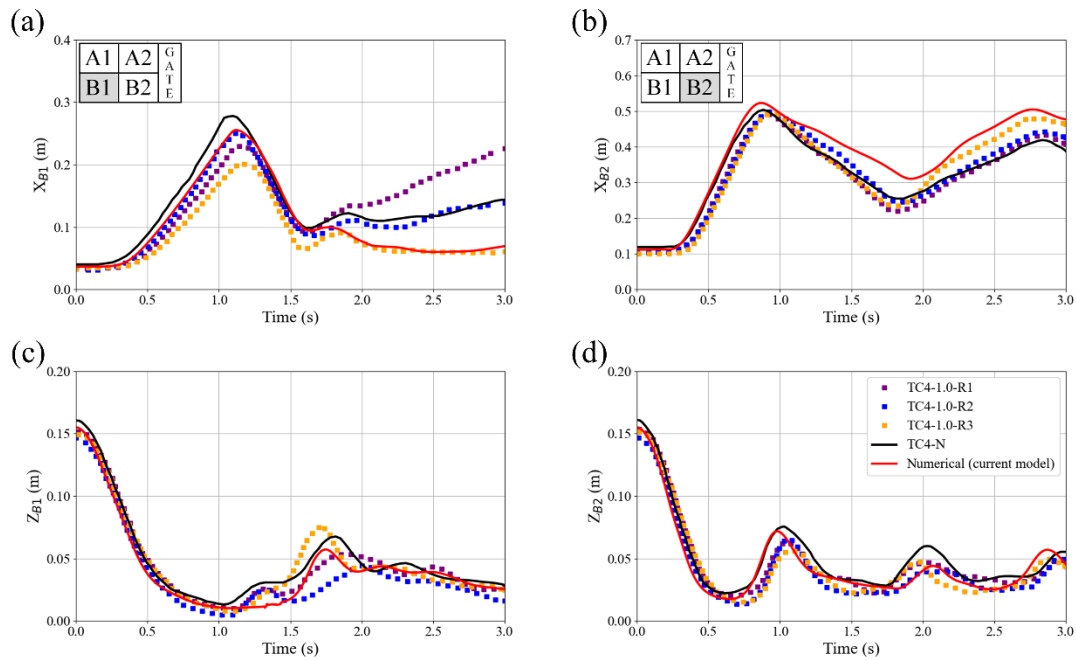 (a)
A1 A2 GATE
B1 B2
X_B1 (m)
0.4
0.3
0.2
0.1
0.0
0.0 0.5 1.0 1.5 2.0 2.5 3.0
Time (s)
(b)
A1 A2 GATE
B1 B2
X_B2 (m)
0.7
0.6
0.5
0.4
0.3
0.2
0.1
0.0
0.0 0.5 1.0 1.5 2.0 2.5 3.0
Time (s)
(c)
Z_B1 (m)
0.20
0.15
0.10
0.05
0.00
0.0 0.5 1.0 1.5 2.0 2.5 3.0
Time (s)
(d)
Z_B2 (m)
0.20
0.15
0.10
0.05
0.00
TC4-1.0-R1
TC4-1.0-R2
TC4-1.0-R3
TC4-N
Numerical (current model)
0.0 0.5 1.0 1.5 2.0 2.5 3.0
Time (s)